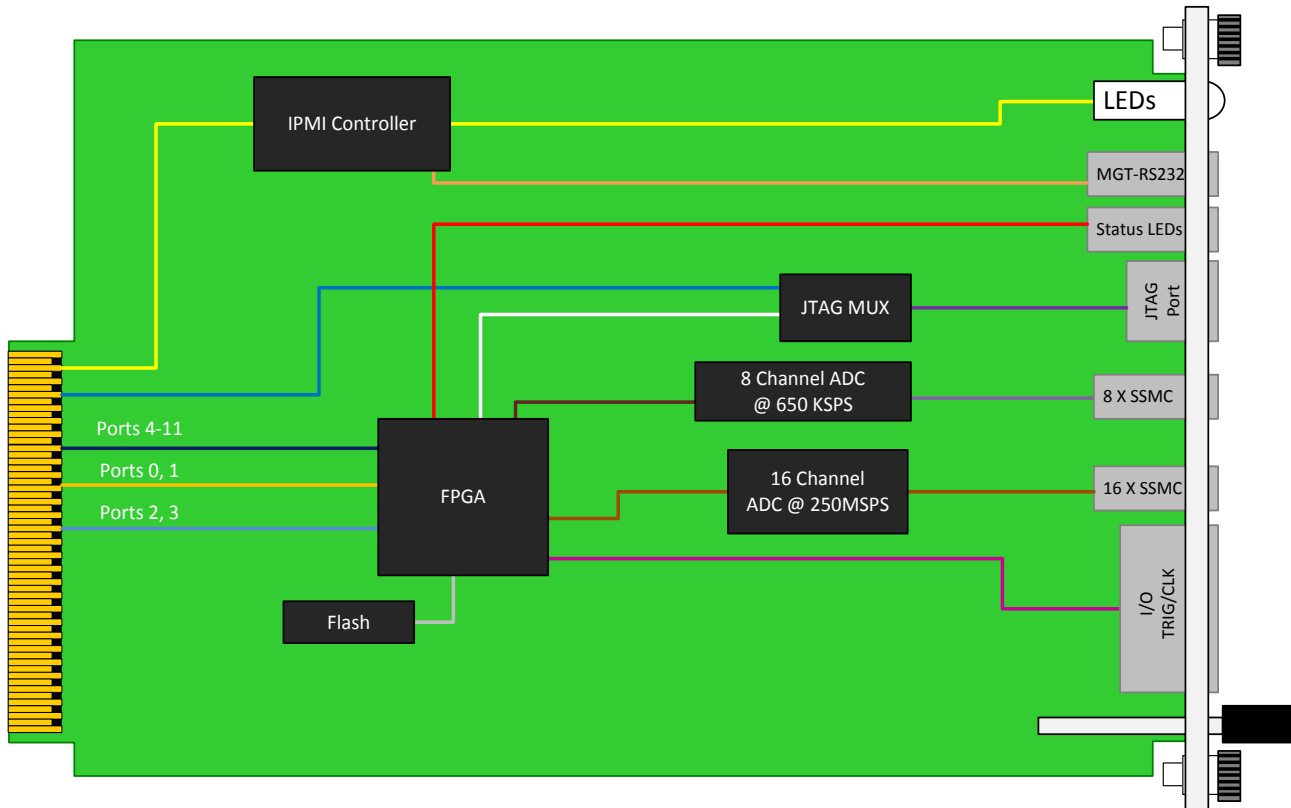 LEDs
IPMI Controller
MGT-RS232
Status LEDs
JTAG MUX
JTAG
Port
8 Channel ADC
@ 650 KSPS
8 X SSMC
Ports 4-11
Ports 0, 1
Ports 2, 3
FPGA
16 Channel
ADC @ 250MSPS
16 X SSMC
I/O
TRIG/CLK
Flash